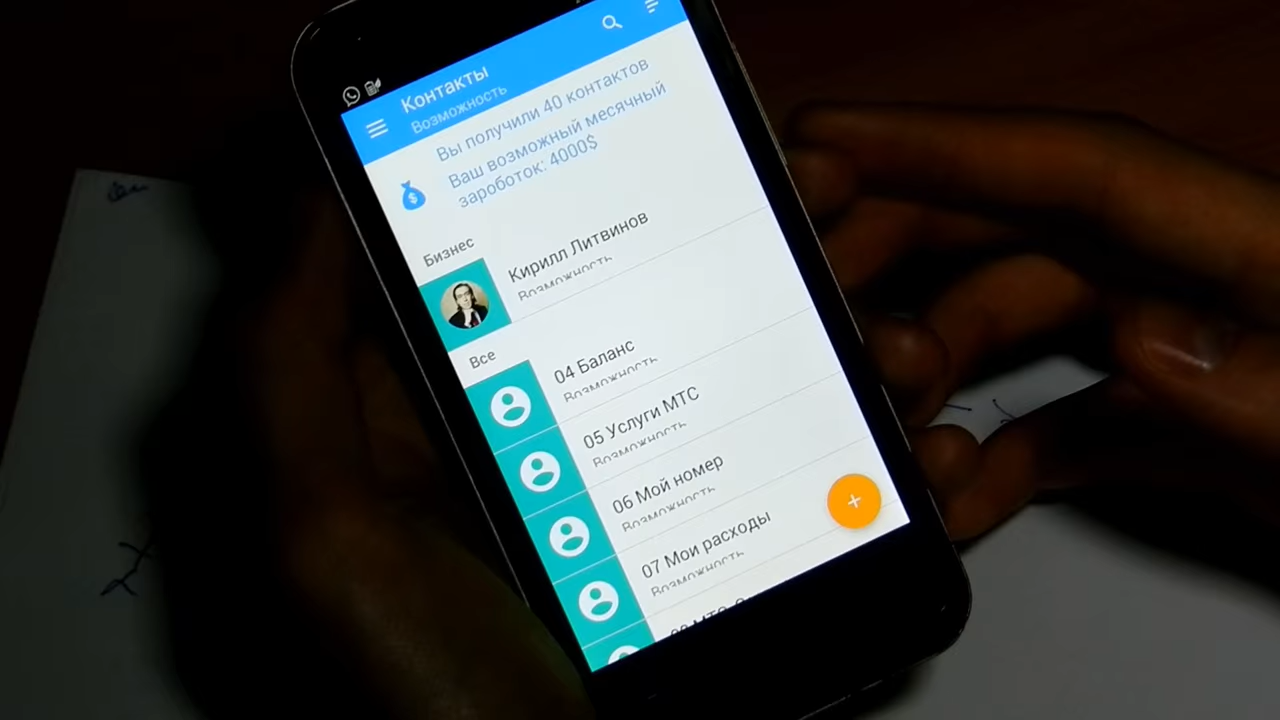 Контакты
Возможность
Вы получили 40 контактов
Ваш возможный месячный
зароботок: 4000$
Бизнес
Кирилл Литвинов
Возможность
Все
04 Баланс
Возможность
05 Услуги МТС
Возможность
06 Мой номер
Возможность
07 Мои расходы
Возможность